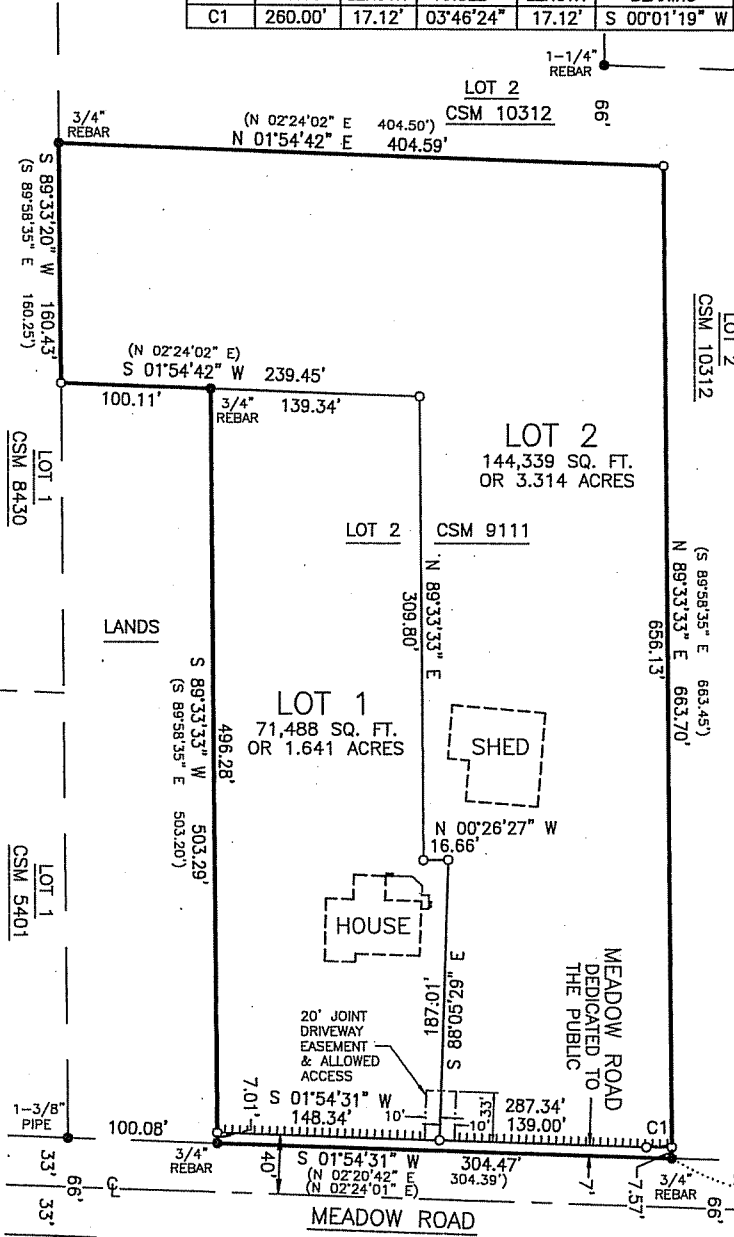 C1 260.00' 17.12' 03°46'24" 17.12' S 00°01'19" W
1-1/4"
REBAR
66'
LOT 2
CSM 10312
3/4"
REBAR
(N 02°24'02" E 404.50')
N 01°54'42" E 404.59'
S 89°33'20" W 160.43'
(S 89°58'35" E 160.25')
LOT 2
CSM 10312
(N 02°24'02" E)
S 01°54'42" W 239.45'
100.11'
3/4"
REBAR
139.34'
LOT 1
CSM 8430
LOT 2
144,339 SQ. FT.
OR 3.314 ACRES
LOT 2 CSM 9111
N 89°33'33" E
309.80'
(S 89°58'35" E 663.45')
N 89°33'33" E 663.70'
656.13'
LANDS
LOT 1
71,488 SQ. FT.
OR 1.641 ACRES
496.28'
S 89°33'33" W 503.29'
(S 89°58'35" E 503.20')
SHED
N 00°26'27" W
16.66'
LOT 1
CSM 5401
HOUSE
S 88°05'29" E
187.01'
MEADOW ROAD
DEDICATED TO
THE PUBLIC
20' JOINT
DRIVEWAY
EASEMENT
& ALLOWED
ACCESS
7.01'
S 01°54'31" W
148.34'
10'
10'
33'
287.34'
139.00'
C1
1-3/8"
PIPE
100.08'
3/4"
REBAR
40'
S 01°54'31" W 304.47'
(N 02°20'42" E 304.39')
(N 02°24'01" E)
7'
7.57'
3/4"
REBAR
66'
33'
66'
33'
MEADOW ROAD